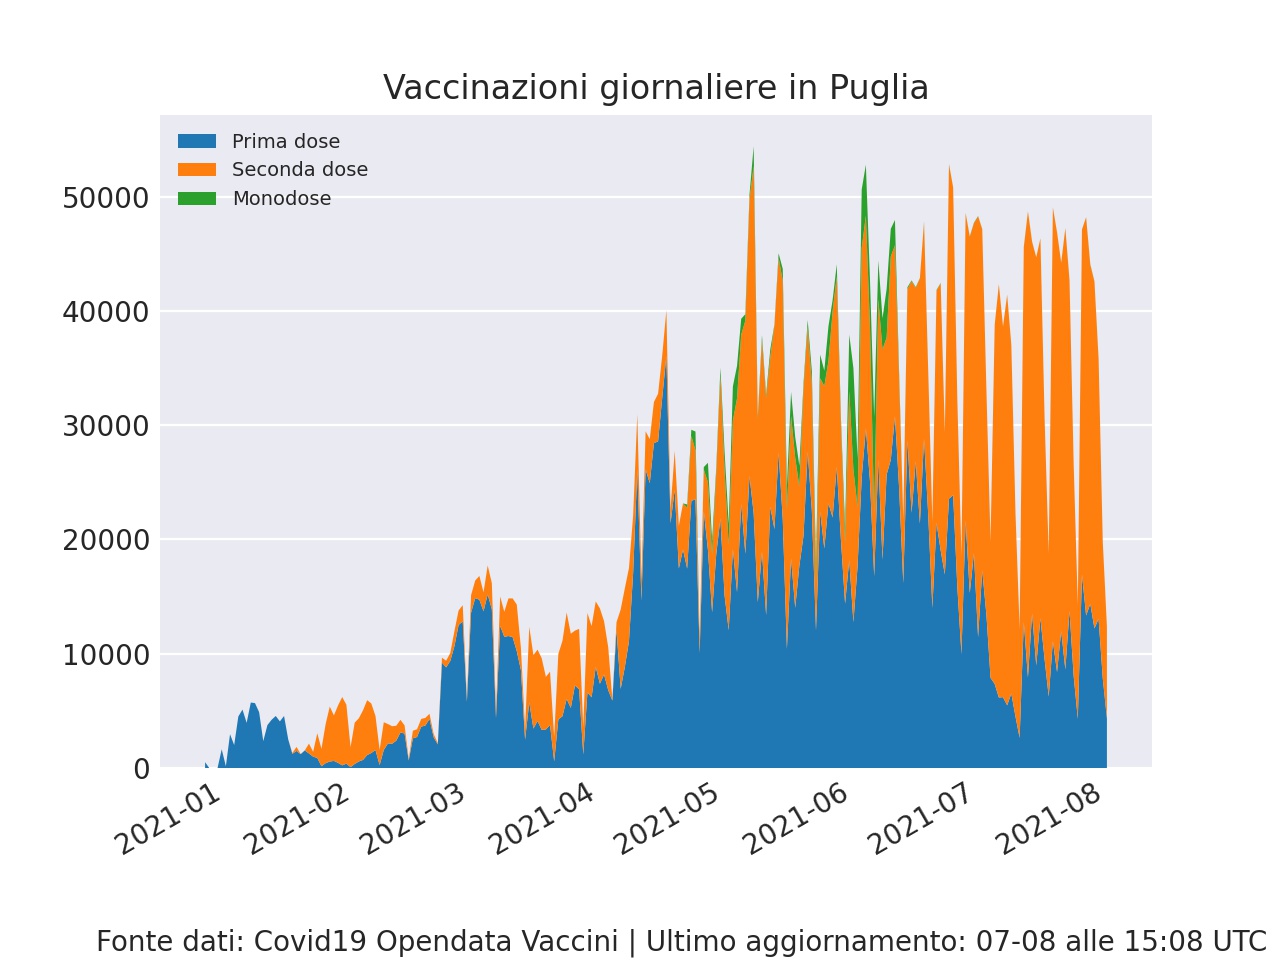 Vaccinazioni giornaliere in Puglia
Prima dose
Seconda dose
Monodose
50000
40000
30000
20000
10000
0
2021-01
2021-02
2021-03
2021-04
2021-05
2021-06
2021-07
2021-08
Fonte dati: Covid19 Opendata Vaccini | Ultimo aggiornamento: 07-08 alle 15:08 UTC